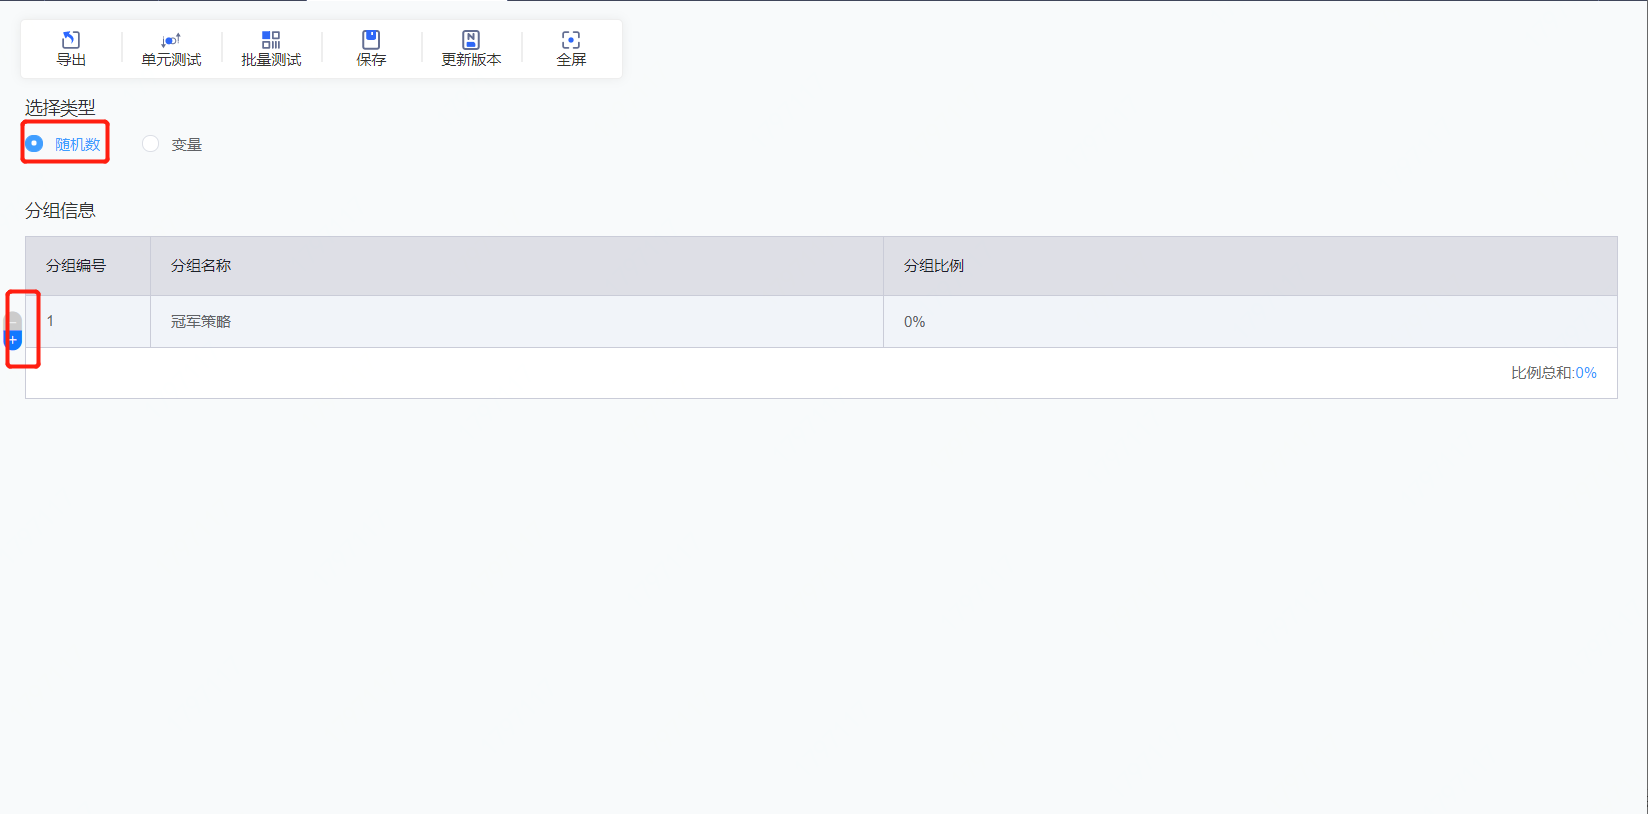 导出 单元测试 批量测试 保存 更新版本 全屏
选择类型
随机数 变量
分组信息
分组编号 分组名称 分组比例
1 冠军策略 0%
比例总和:0%